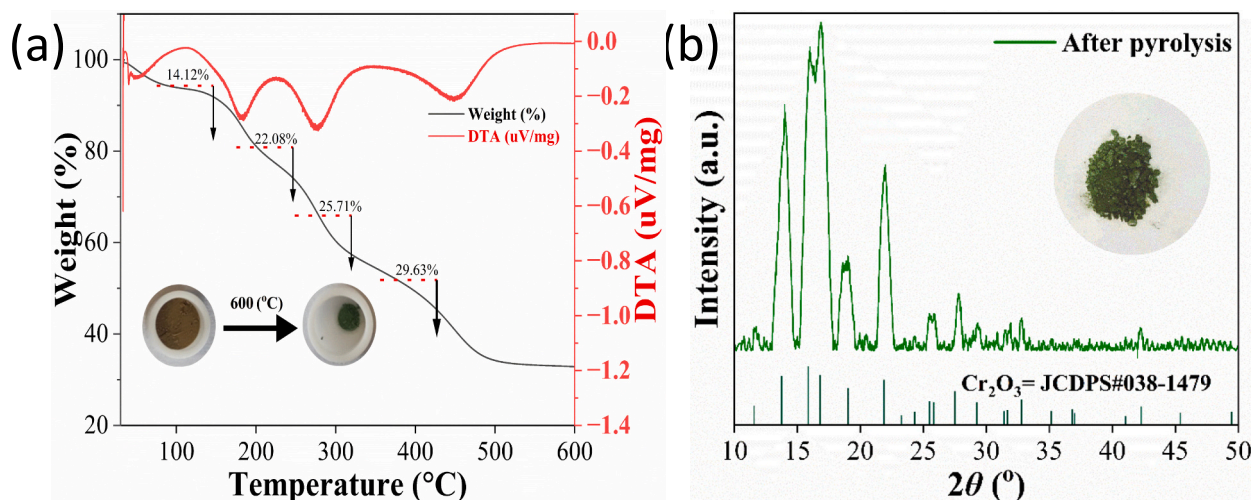 (a)
100
80
60
40
20
Weight (%)
14.12%
22.08%
25.71%
29.63%
Weight (%)
DTA (uV/mg)
600 (°C)
0.0
−0.2
−0.4
−0.6
−0.8
−1.0
−1.2
−1.4
DTA (uV/mg)
100 200 300 400 500 600
Temperature (°C)
(b)
After pyrolysis
Intensity (a.u.)
Cr₂O₃= JCDPS#038-1479
10 15 20 25 30 35 40 45 50
2θ (°)